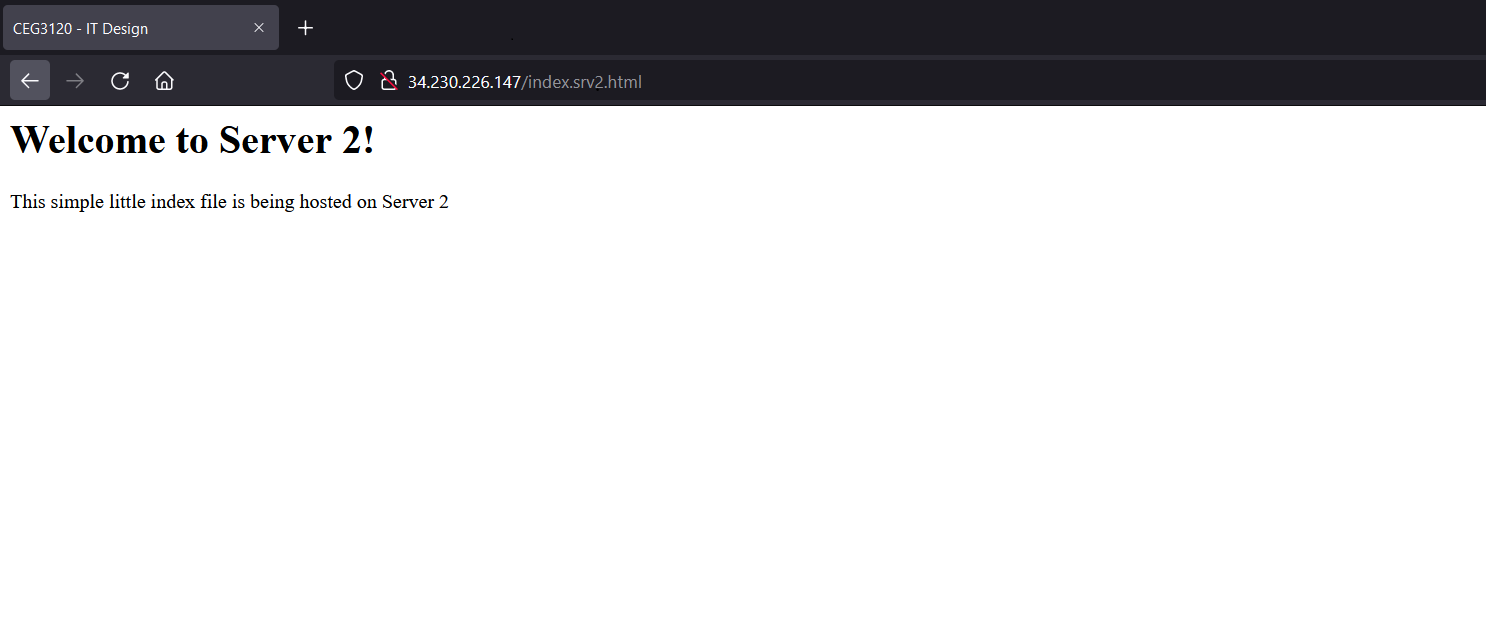 CEG3120 - IT Design
34.230.226.147/index.srv2.html
Welcome to Server 2!
This simple little index file is being hosted on Server 2